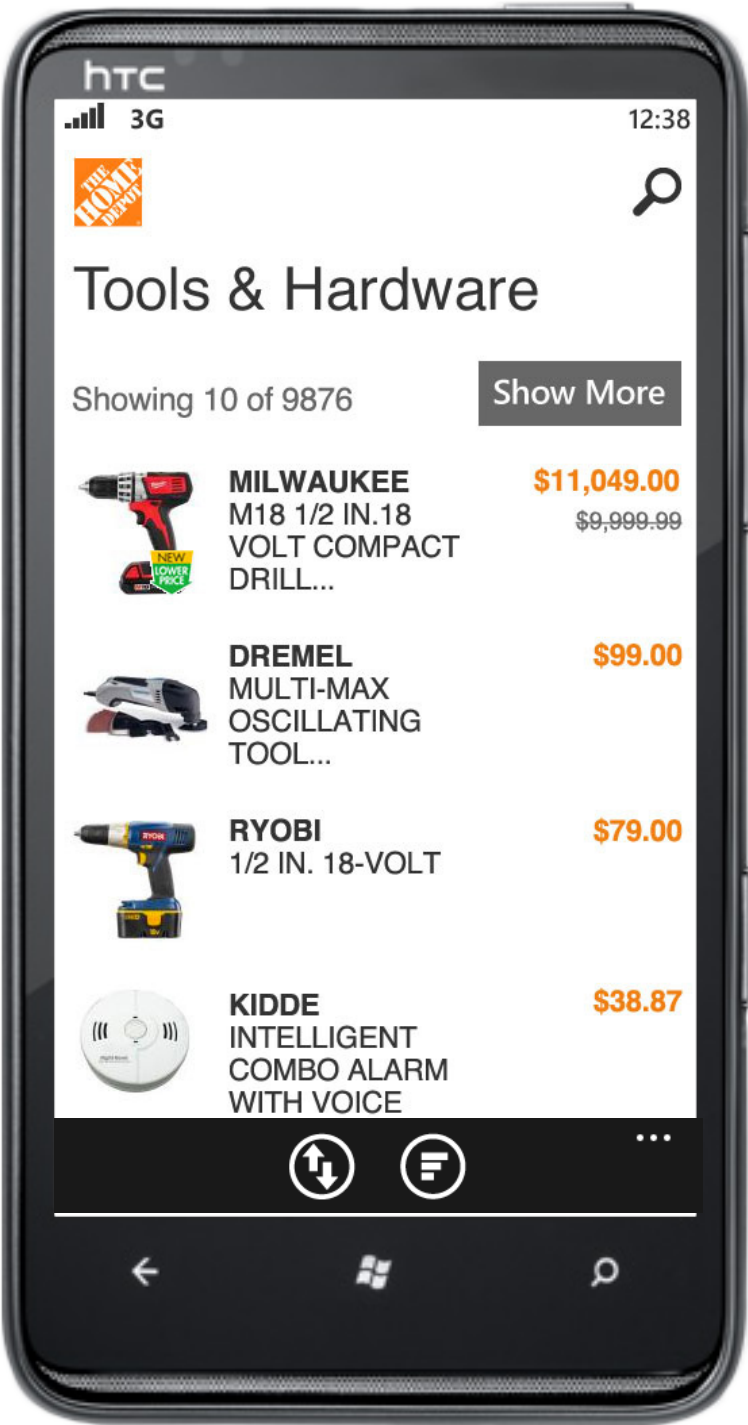 hTC
3G
12:38
THE
HOME
DEPOT
Tools & Hardware
Showing 10 of 9876
Show More
MILWAUKEE
$11,049.00
M18 1/2 IN.18
$9,999.99
VOLT COMPACT
DRILL...
NEW
LOWER
PRICE
DREMEL
$99.00
MULTI-MAX
OSCILLATING
TOOL...
RYOBI
RYOBI
$79.00
1/2 IN. 18-VOLT
KIDDE
$38.87
INTELLIGENT
COMBO ALARM
WITH VOICE